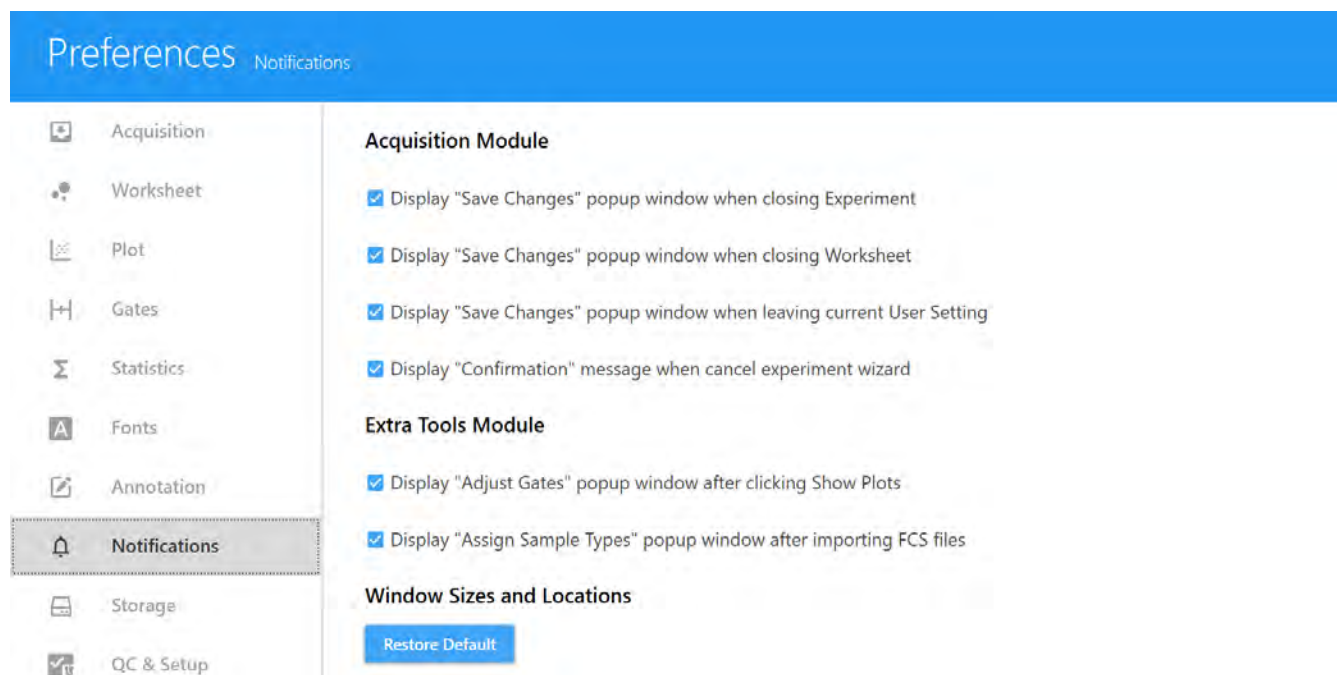 Preferences Notifications
Acquisition
Worksheet
Plot
Gates
Statistics
Fonts
Annotation
Notifications
Storage
QC & Setup
Acquisition Module
Display "Save Changes" popup window when closing Experiment
Display "Save Changes" popup window when closing Worksheet
Display "Save Changes" popup window when leaving current User Setting
Display "Confirmation" message when cancel experiment wizard
Extra Tools Module
Display "Adjust Gates" popup window after clicking Show Plots
Display "Assign Sample Types" popup window after importing FCS files
Window Sizes and Locations
Restore Default